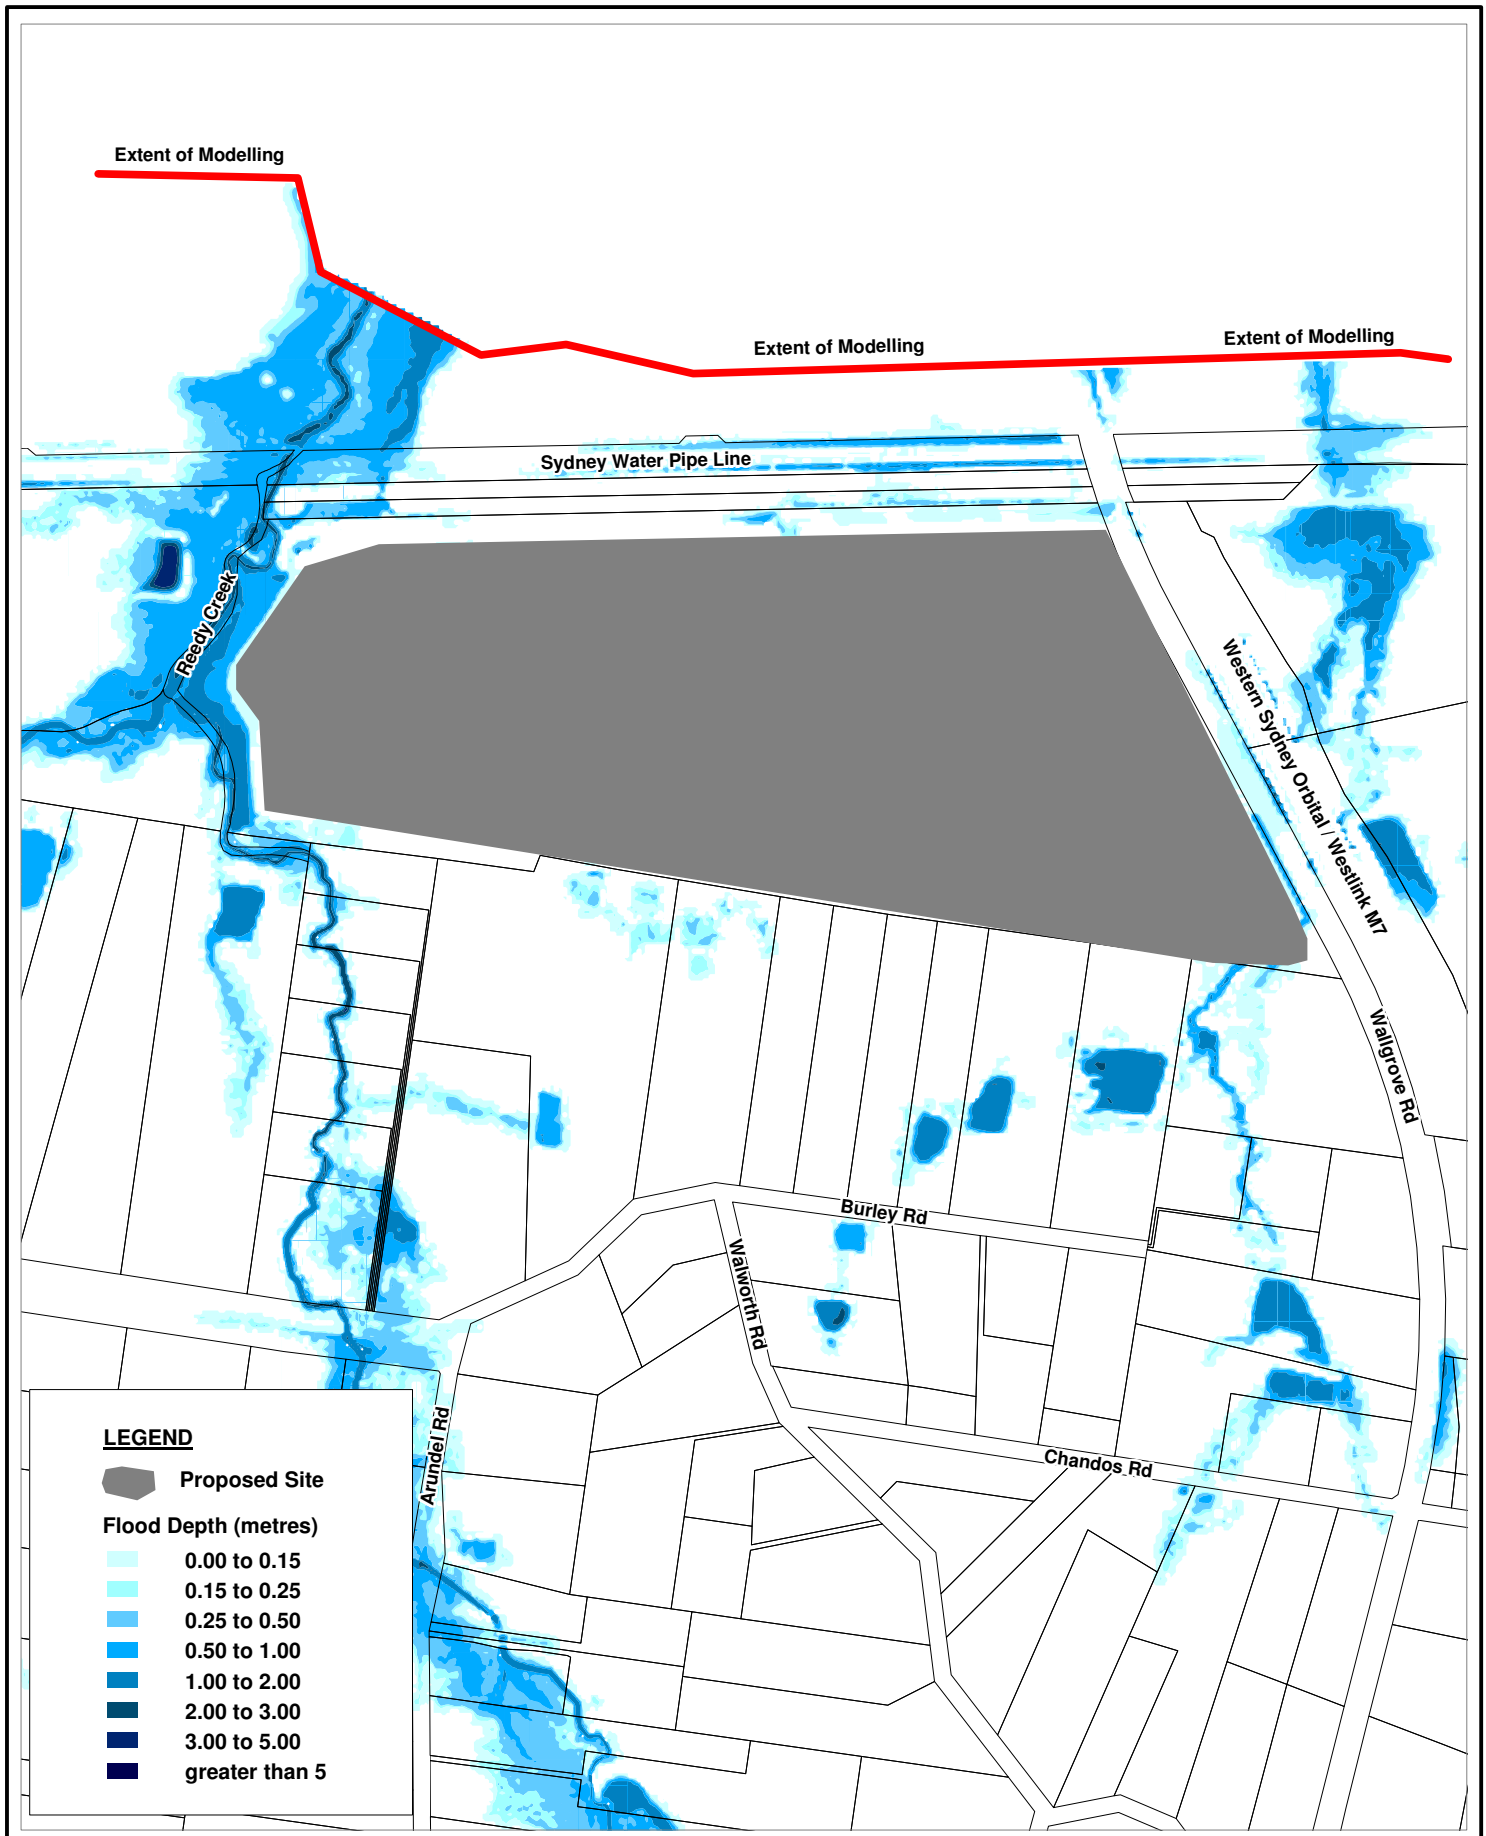 Extent of Modelling
Extent of Modelling
Extent of Modelling
Sydney Water Pipe Line
Reedy Creek
Western Sydney Orbital / Westlink M7
Wallgrove Rd
Burley Rd
Walworth Rd
Chandos Rd
Arundel Rd
LEGEND
Proposed Site
Flood Depth (metres)
0.00 to 0.15
0.15 to 0.25
0.25 to 0.50
0.50 to 1.00
1.00 to 2.00
2.00 to 3.00
3.00 to 5.00
greater than 5